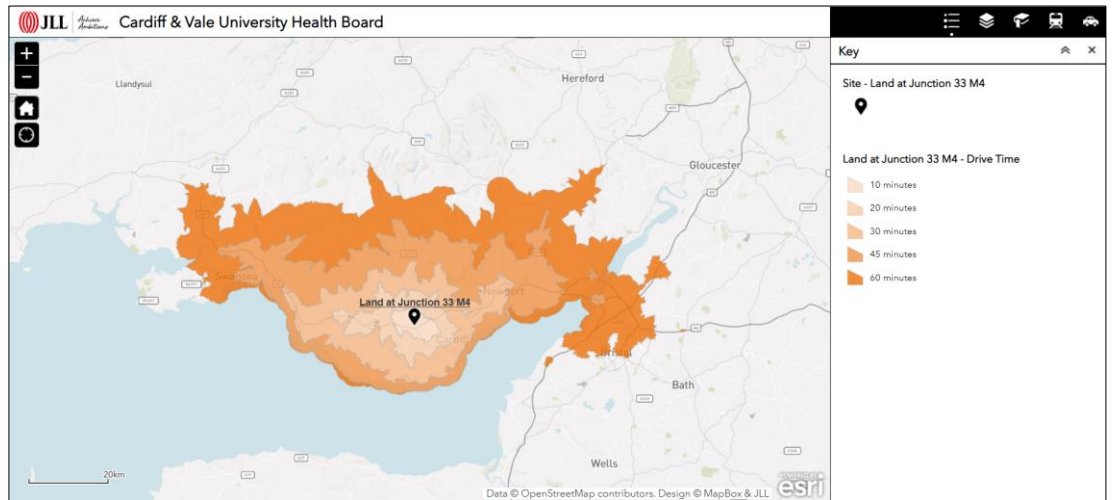 JLL Achieve Ambitions Cardiff & Vale University Health Board
Key
Site - Land at Junction 33 M4
Land at Junction 33 M4 - Drive Time
10 minutes
20 minutes
30 minutes
45 minutes
60 minutes
+
−
Llandysul
Hereford
Gloucester
Swansea
Newport
Land at Junction 33 M4
Cardiff
Bristol
Bath
Wells
20km
Data © OpenStreetMap contributors. Design © MapBox & JLL
esri